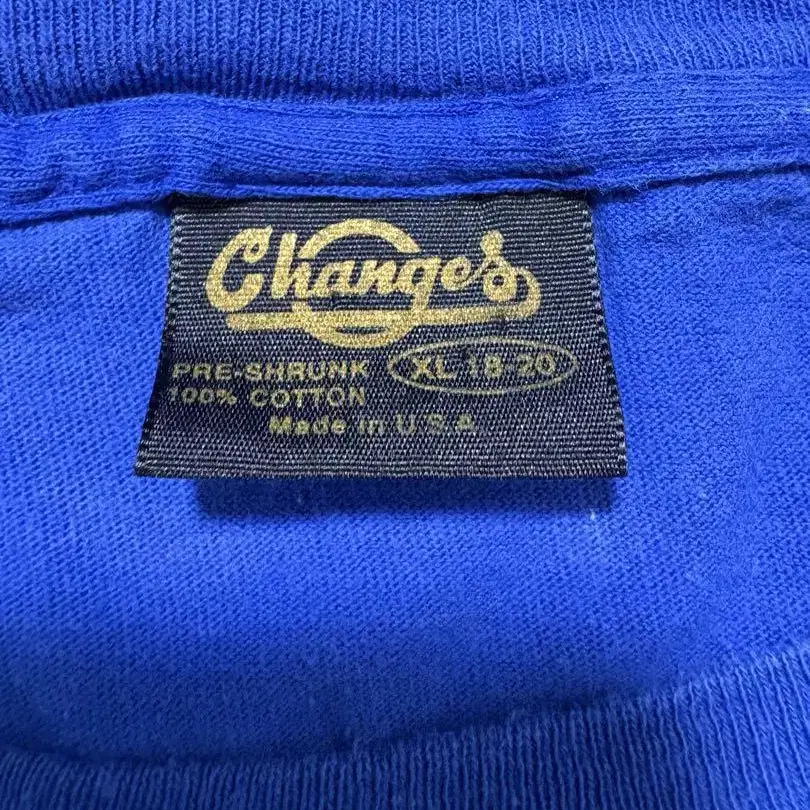 Changes
PRE-SHRUNK XL 18-20
100% COTTON
Made in U.S.A.